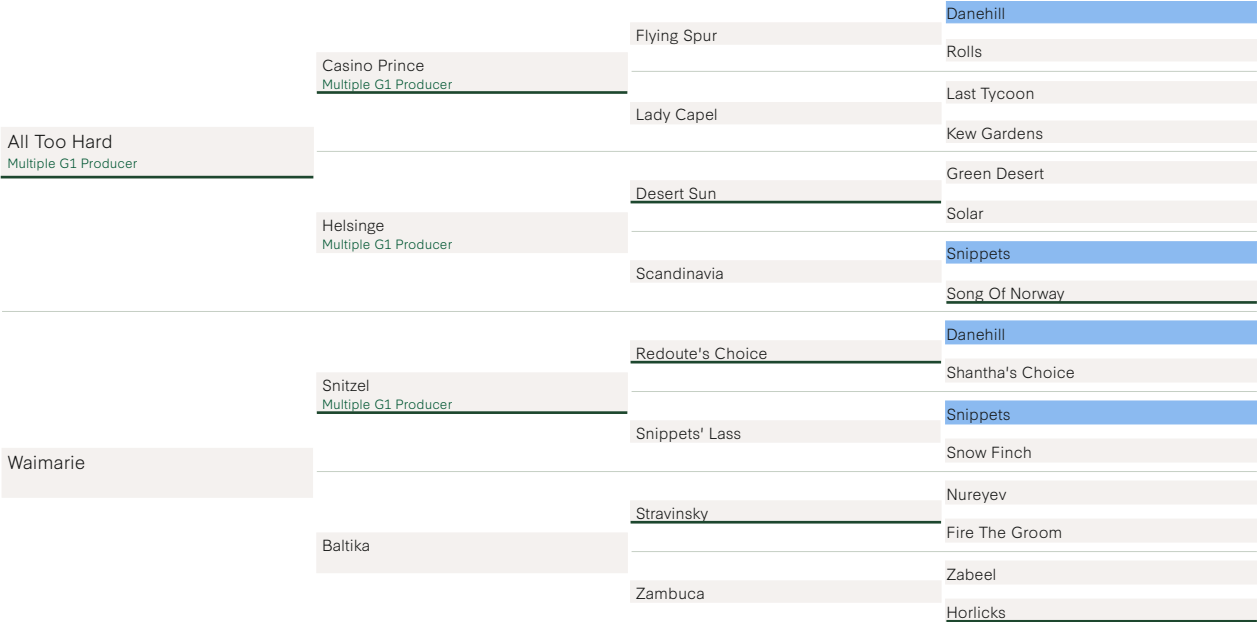 All Too Hard
Multiple G1 Producer
Waimarie
Casino Prince
Multiple G1 Producer
Helsinge
Multiple G1 Producer
Snitzel
Multiple G1 Producer
Baltika
Flying Spur
Lady Capel
Desert Sun
Scandinavia
Redoute's Choice
Snippets' Lass
Stravinsky
Zambuca
Danehill
Rolls
Last Tycoon
Kew Gardens
Green Desert
Solar
Snippets
Song Of Norway
Danehill
Shantha's Choice
Snippets
Snow Finch
Nureyev
Fire The Groom
Zabeel
Horlicks